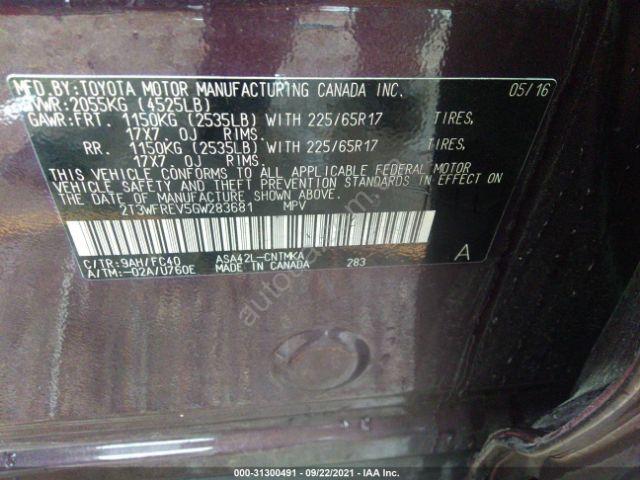 MFD.BY:TOYOTA MOTOR MANUFACTURING CANADA INC. 05/16
GVWR:2055KG (4525LB)
GAWR:FRT. 1150KG (2535LB) WITH 225/65R17 TIRES,
17X7.0J RIMS.
RR. 1150KG (2535LB) WITH 225/65R17 TIRES,
17X7.0J RIMS.
THIS VEHICLE CONFORMS TO ALL APPLICABLE FEDERAL MOTOR
VEHICLE SAFETY AND THEFT PREVENTION STANDARDS IN EFFECT ON
THE DATE OF MANUFACTURE SHOWN ABOVE.
2T3WFREV5GW283681 MPV
C/TR:9AH/FC40 ASA42L-CNTMKA A
A/TM:-02A/U760E MADE IN CANADA 283
000-31300491 - 09/22/2021 - IAA Inc.